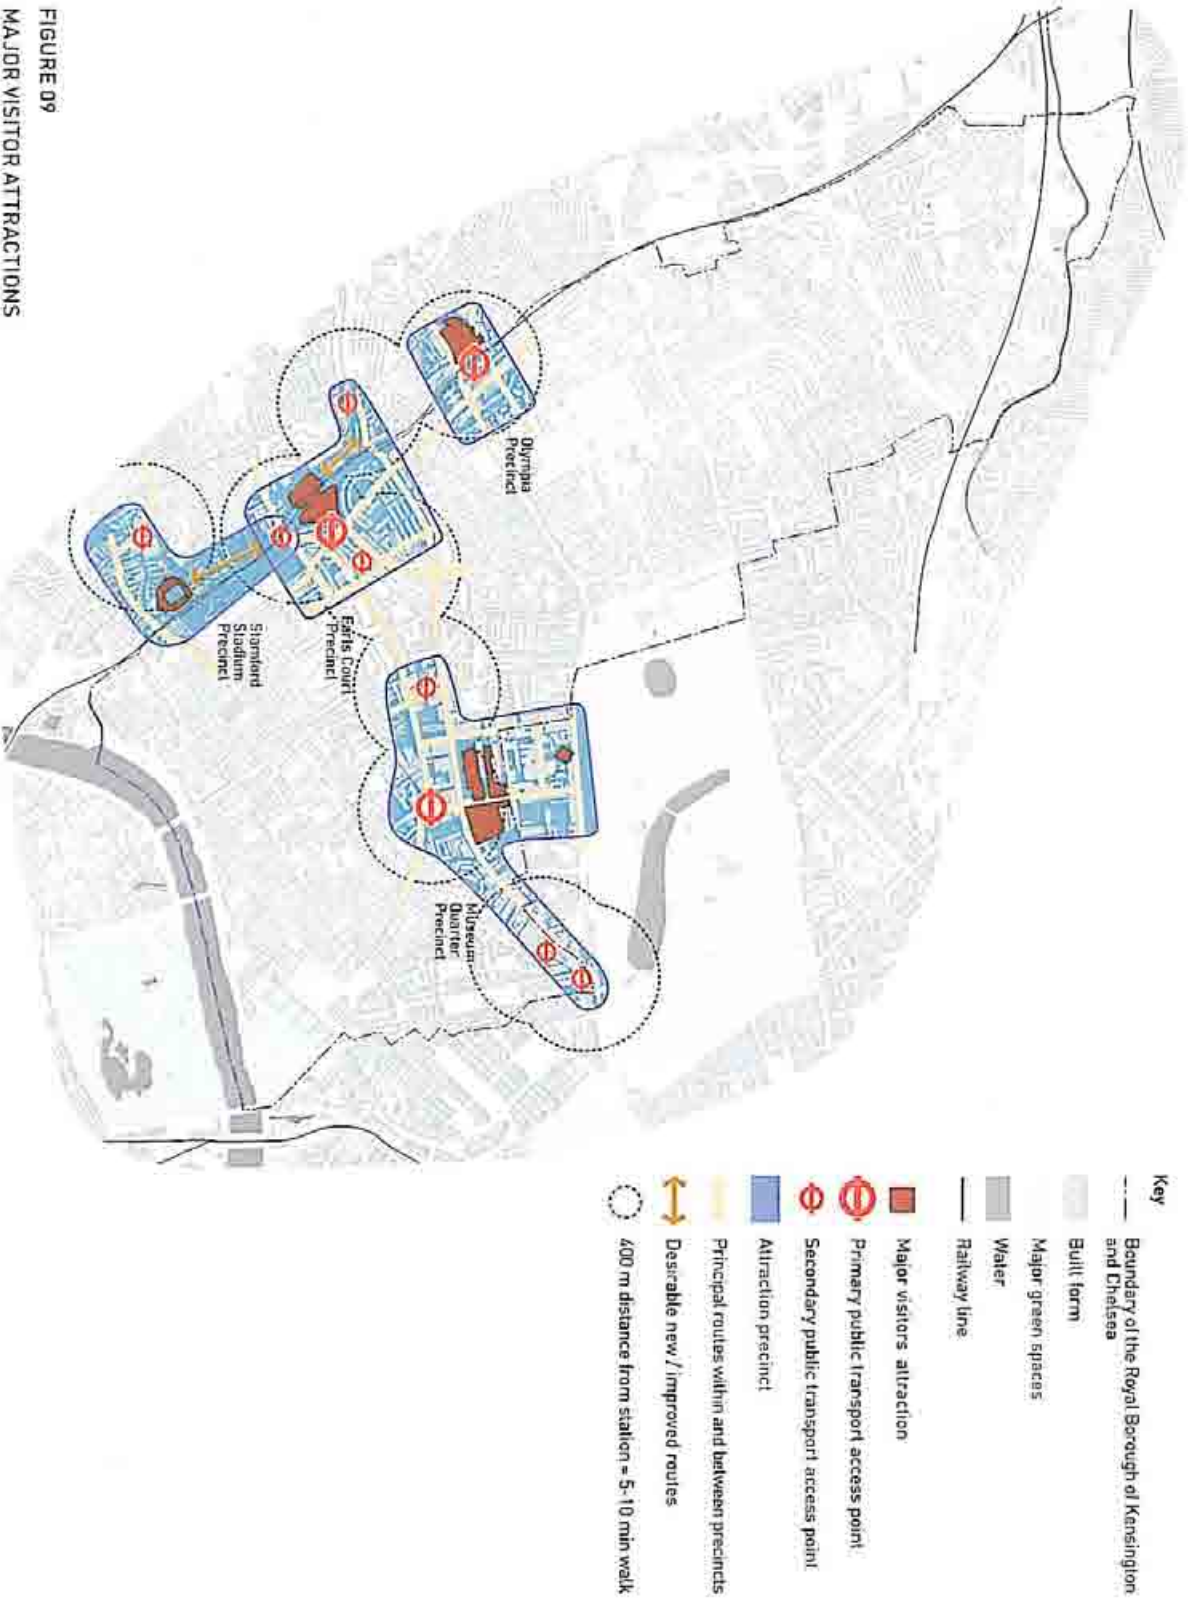 FIGURE 09
MAJOR VISITOR ATTRACTIONS
Olympia
Precinct
Earls Court
Precinct
Stamford
Stadium
Precinct
Museum
Quarter
Precinct
Key
Boundary of the Royal Borough of Kensington
and Chelsea
Built form
Major green spaces
Water
Railway line
Major visitors attraction
Primary public transport access point
Secondary public transport access point
Attraction precinct
Principal routes within and between precincts
Desirable new / improved routes
400 m distance from station = 5-10 min walk